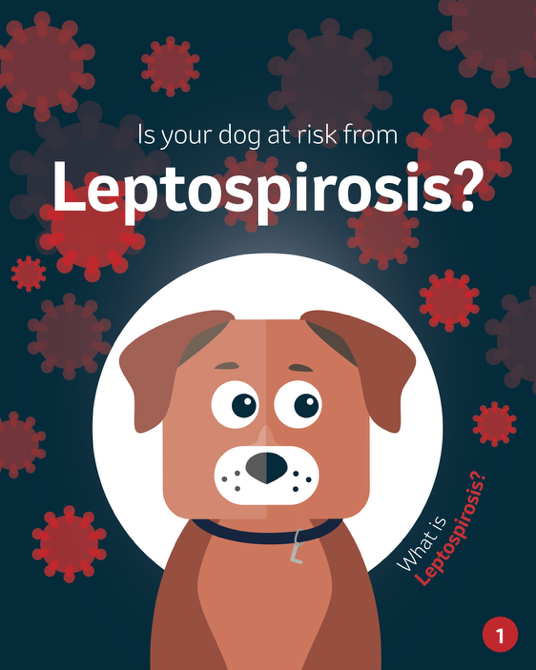 Is your dog at risk from
Leptospirosis?
What is
Leptospirosis?
1